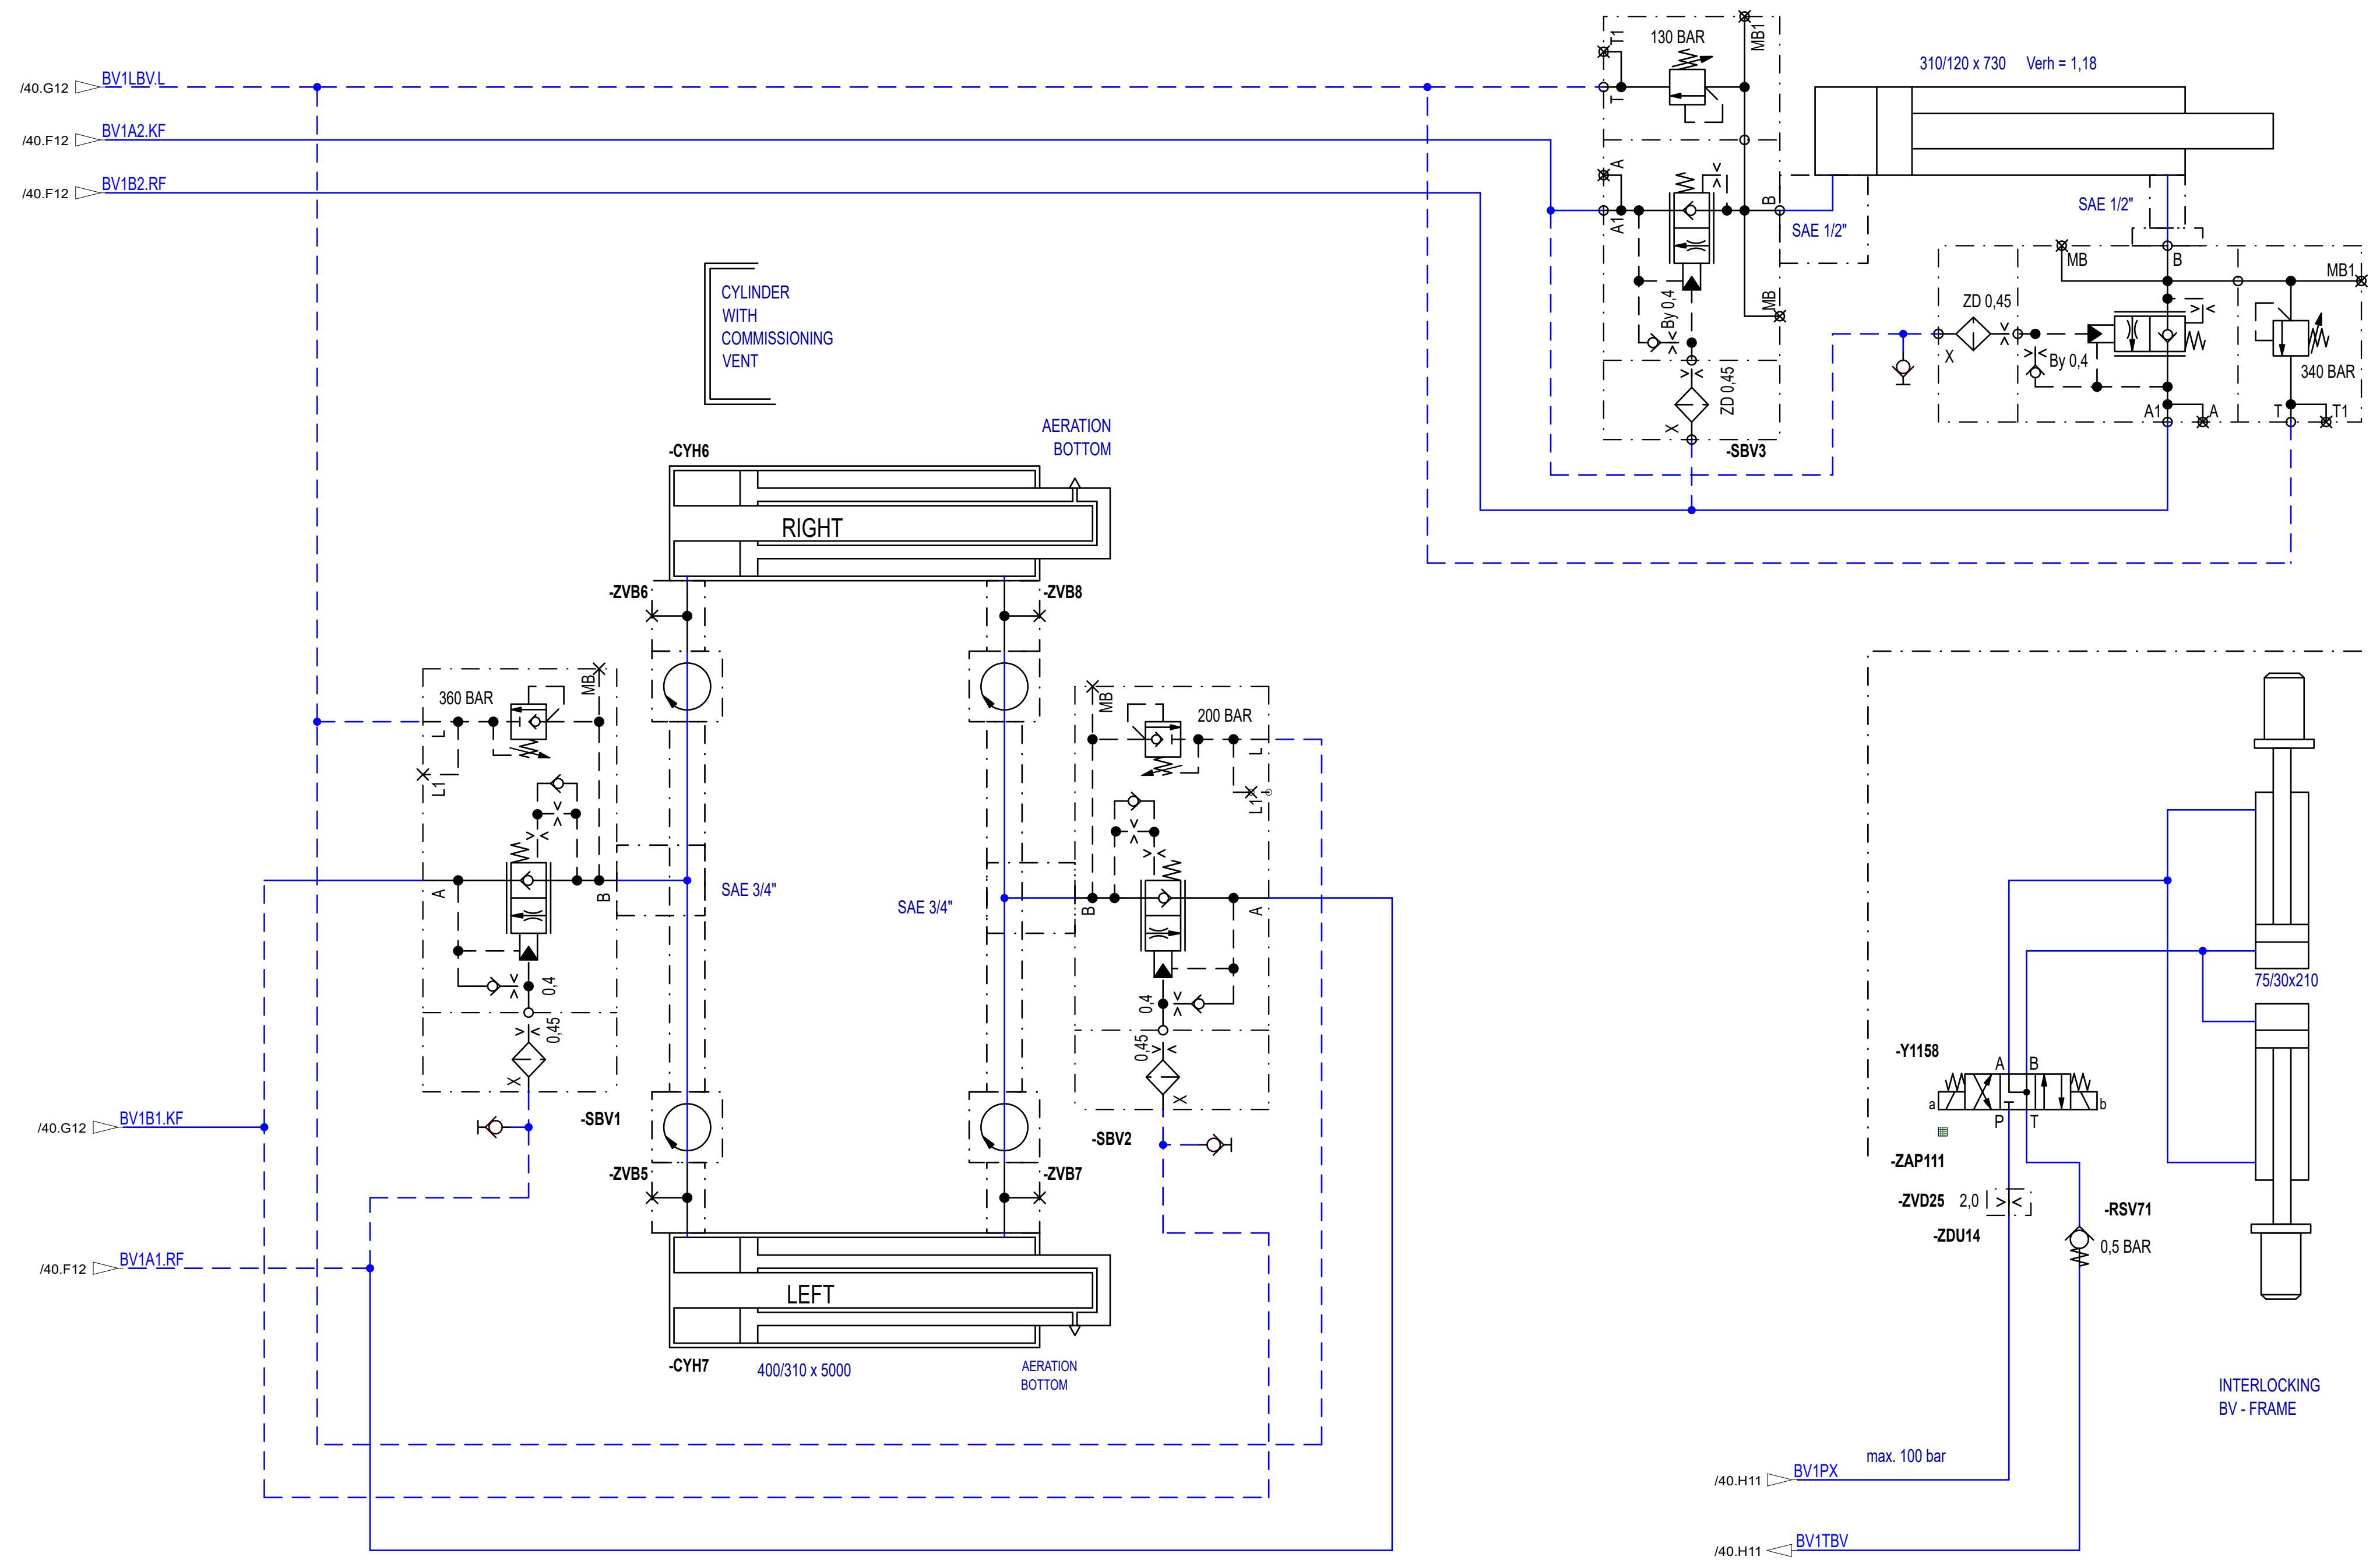 130 BAR
T1
MB1
310/120 x 730 Verh = 1,18
/40.G12 BV1LBV.L
T
/40.F12 BV1A2.KF
A
/40.F12 BV1B2.RF
B
SAE 1/2"
A1
SAE 1/2"
MB
B
MB1
CYLINDER
WITH
COMMISSIONING
VENT
By 0,4
MB
ZD 0,45
X
By 0,4
340 BAR
ZD 0,45
A1
A
T
T1
X
-SBV3
AERATION
BOTTOM
-CYH6
RIGHT
-ZVB6
-ZVB8
360 BAR
MB
L
L1
MB
200 BAR
L
L1
A
B
SAE 3/4"
SAE 3/4"
B
A
0,4
0,45
X
0,4
0,45
X
75/30x210
-Y1158
A B
a
b
P T
/40.G12 BV1B1.KF
-SBV1
-SBV2
-ZVB5
-ZVB7
-ZAP111
-ZVD25 2,0
-ZDU14
-RSV71
0,5 BAR
/40.F12 BV1A1.RF
LEFT
-CYH7
400/310 x 5000
AERATION
BOTTOM
INTERLOCKING
BV - FRAME
max. 100 bar
/40.H11 BV1PX
/40.H11 BV1TBV